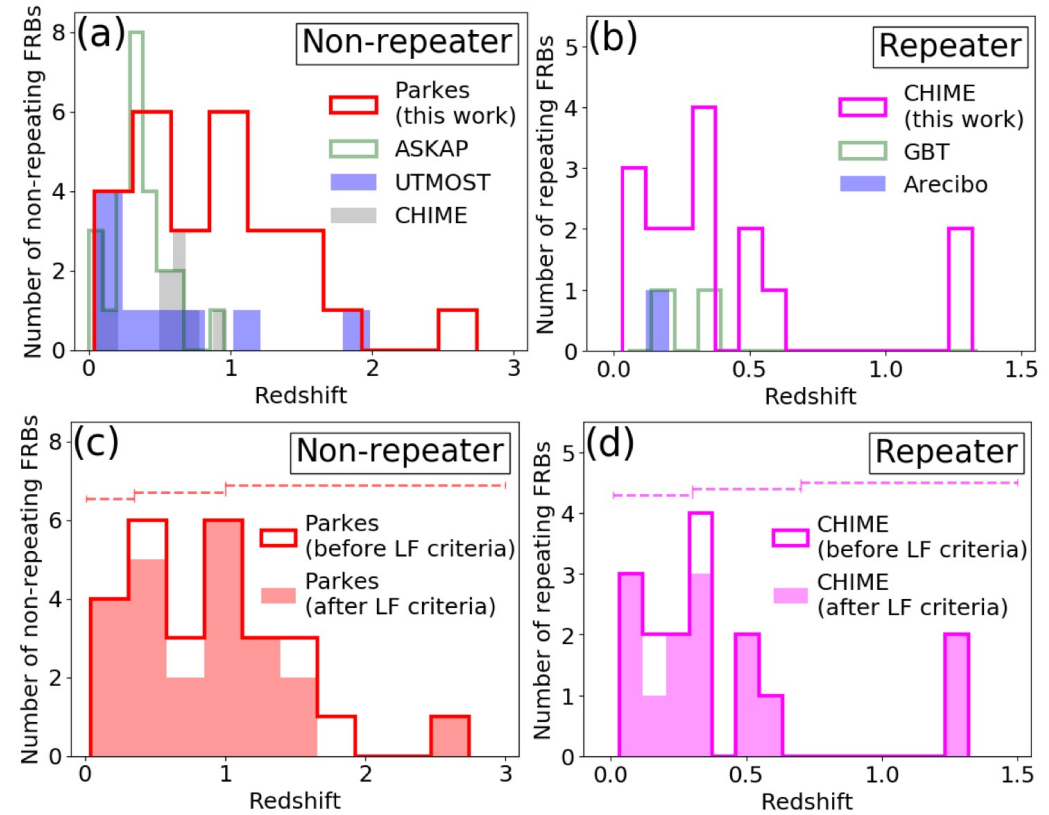 (a)
Non-repeater
Number of non-repeating FRBs
8
6
4
2
0
Parkes
(this work)
ASKAP
UTMOST
CHIME
0
1
2
3
Redshift
(b)
Repeater
Number of repeating FRBs
5
4
3
2
1
0
CHIME
(this work)
GBT
Arecibo
0.0
0.5
1.0
1.5
Redshift
(c)
Non-repeater
Number of non-repeating FRBs
8
6
4
2
0
Parkes
(before LF criteria)
Parkes
(after LF criteria)
0
1
2
3
Redshift
(d)
Repeater
Number of repeating FRBs
5
4
3
2
1
0
CHIME
(before LF criteria)
CHIME
(after LF criteria)
0.0
0.5
1.0
1.5
Redshift